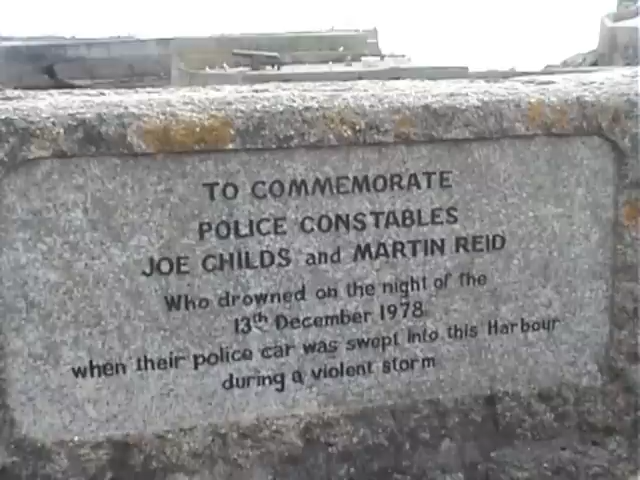 TO COMMEMORATE
POLICE CONSTABLES
JOE CHILDS and MARTIN REID
Who drowned on the night of the
13th December 1978
when their police car was swept into this Harbour
during a violent storm